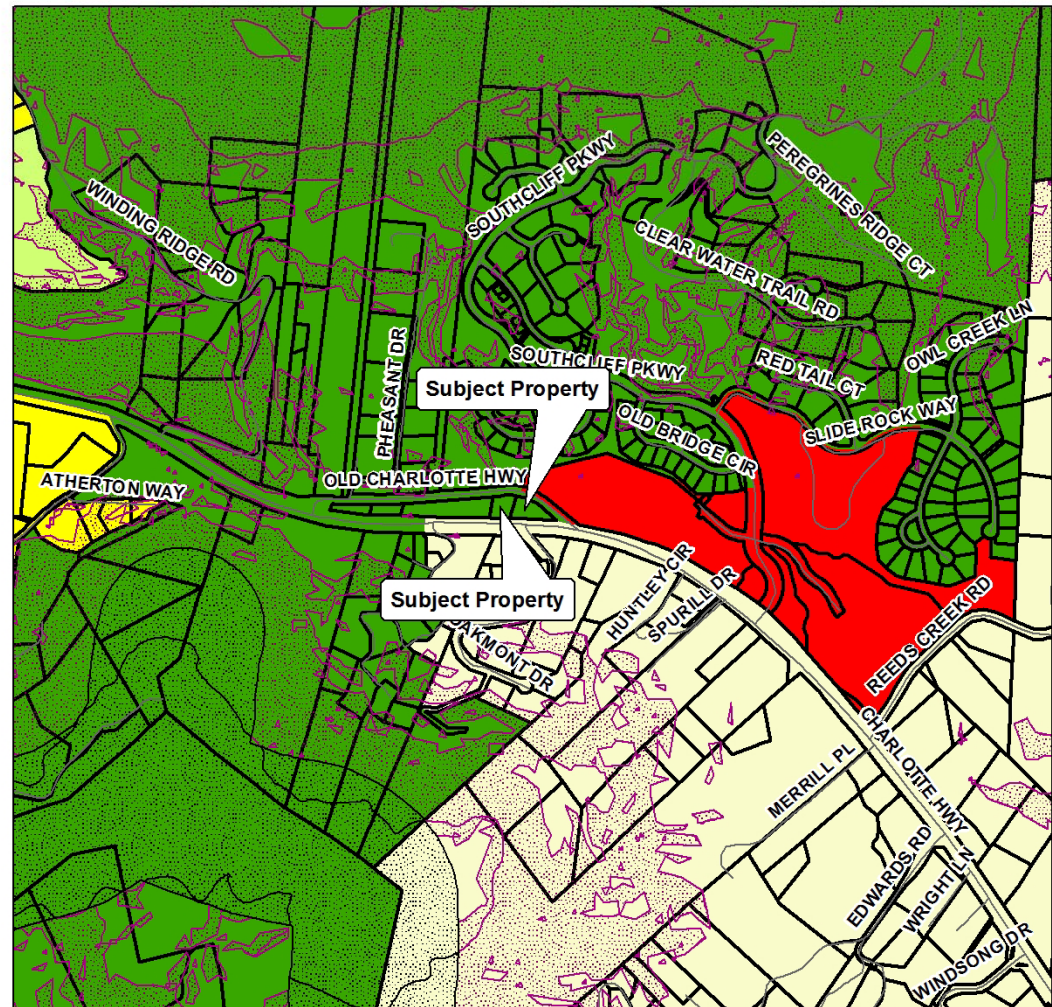 PEREGRINES RIDGE CT
SOUTHCLIFF PKWY
WINDING RIDGE RD
CLEAR WATER TRAIL RD
OWL CREEK LN
PHEASANT DR
SOUTHCLIFF PKWY
RED TAIL CT
Subject Property
SLIDE ROCK WAY
OLD BRIDGE CIR
OLD CHARLOTTE HWY
ATHERTON WAY
Subject Property
HUNTLEY CIR
SPURILL DR
OAKMONT DR
REEDS CREEK RD
CHARLOTTE HWY
MERRILL PL
EDWARDS RD
WRIGHT LN
WINDSONG DR